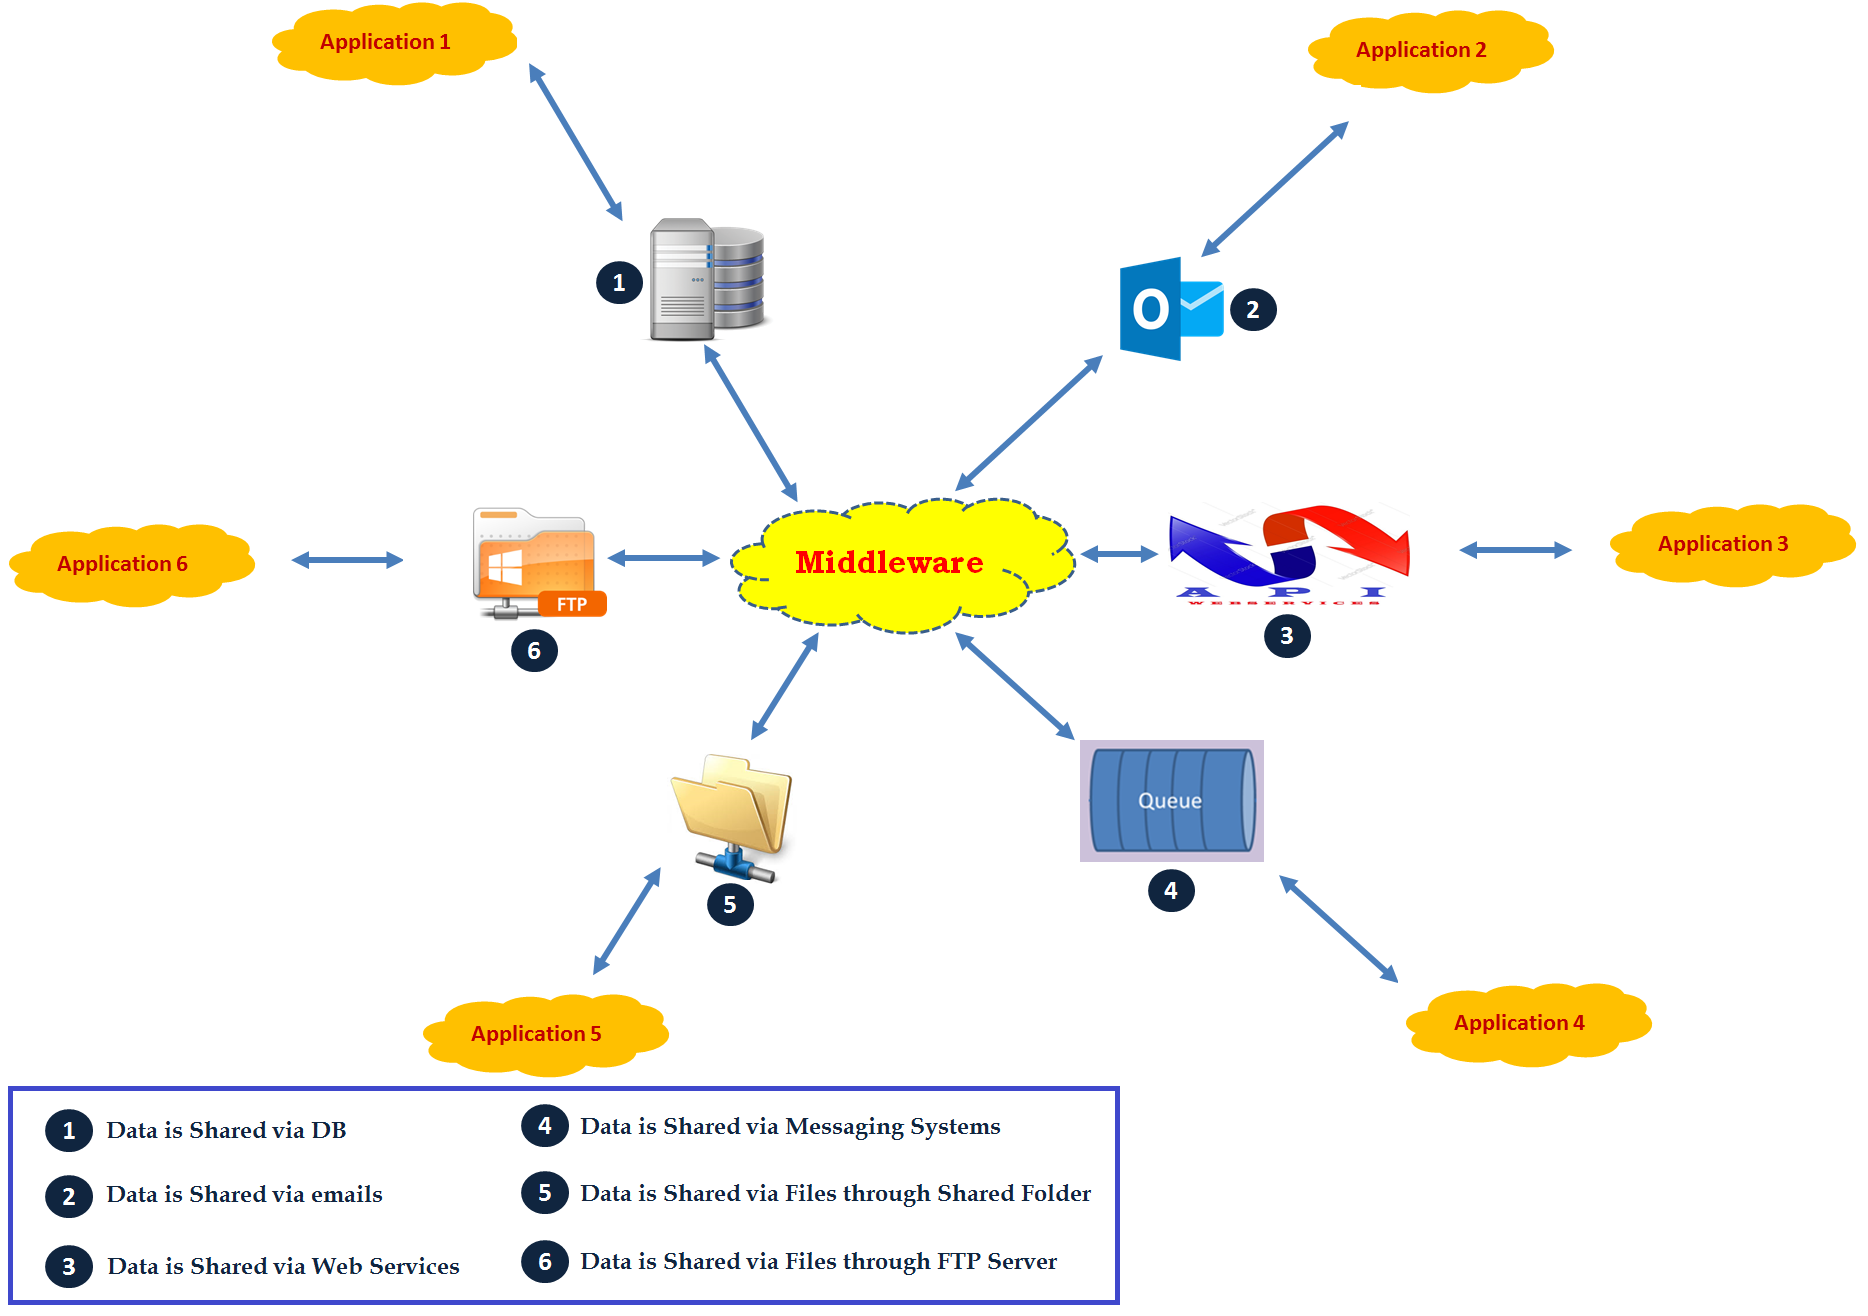 Application 1
Application 2
1
O
2
Application 6
FTP
6
Middleware
A P I
WEBSERVICES
3
Application 3
5
Queue
4
Application 5
Application 4
1 Data is Shared via DB
2 Data is Shared via emails
3 Data is Shared via Web Services
4 Data is Shared via Messaging Systems
5 Data is Shared via Files through Shared Folder
6 Data is Shared via Files through FTP Server